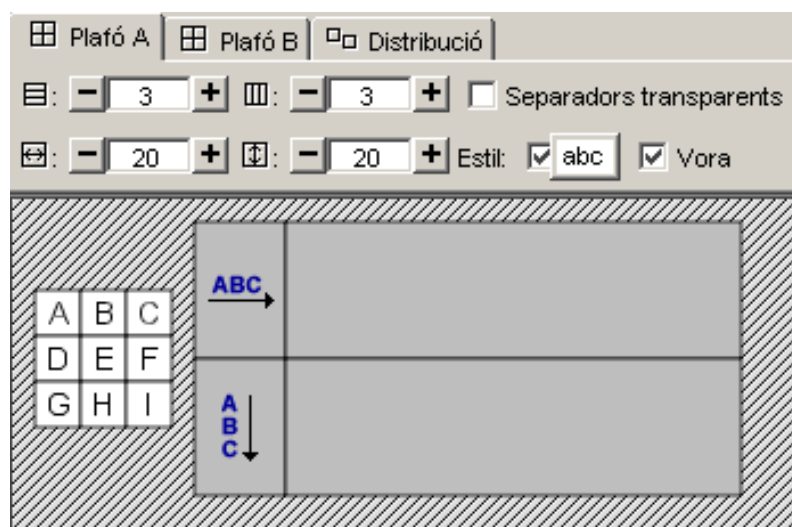 Plafó A Plafó B Distribució
: 3 : 3 Separadors transparents
: 20 : 20 Estil: abc Vora
ABC
A B C
D E F
G H I
A
B
C